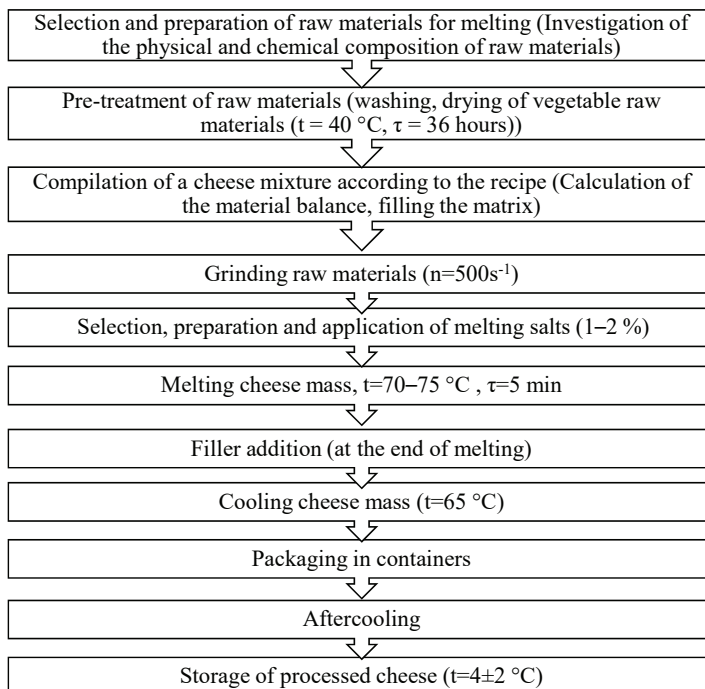 Selection and preparation of raw materials for melting (Investigation of
the physical and chemical composition of raw materials)
Pre-treatment of raw materials (washing, drying of vegetable raw
materials (t = 40 °C, τ = 36 hours))
Compilation of a cheese mixture according to the recipe (Calculation of
the material balance, filling the matrix)
Grinding raw materials (n=500s⁻¹)
Selection, preparation and application of melting salts (1–2 %)
Melting cheese mass, t=70–75 °C , τ=5 min
Filler addition (at the end of melting)
Cooling cheese mass (t=65 °C)
Packaging in containers
Aftercooling
Storage of processed cheese (t=4±2 °C)